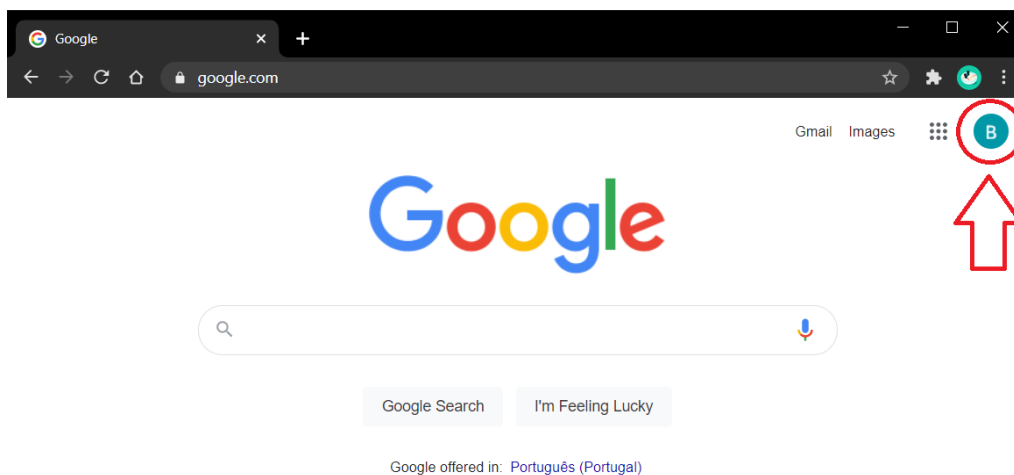 Google
google.com
Gmail Images
B
Google
Google Search I'm Feeling Lucky
Google offered in: Português (Portugal)